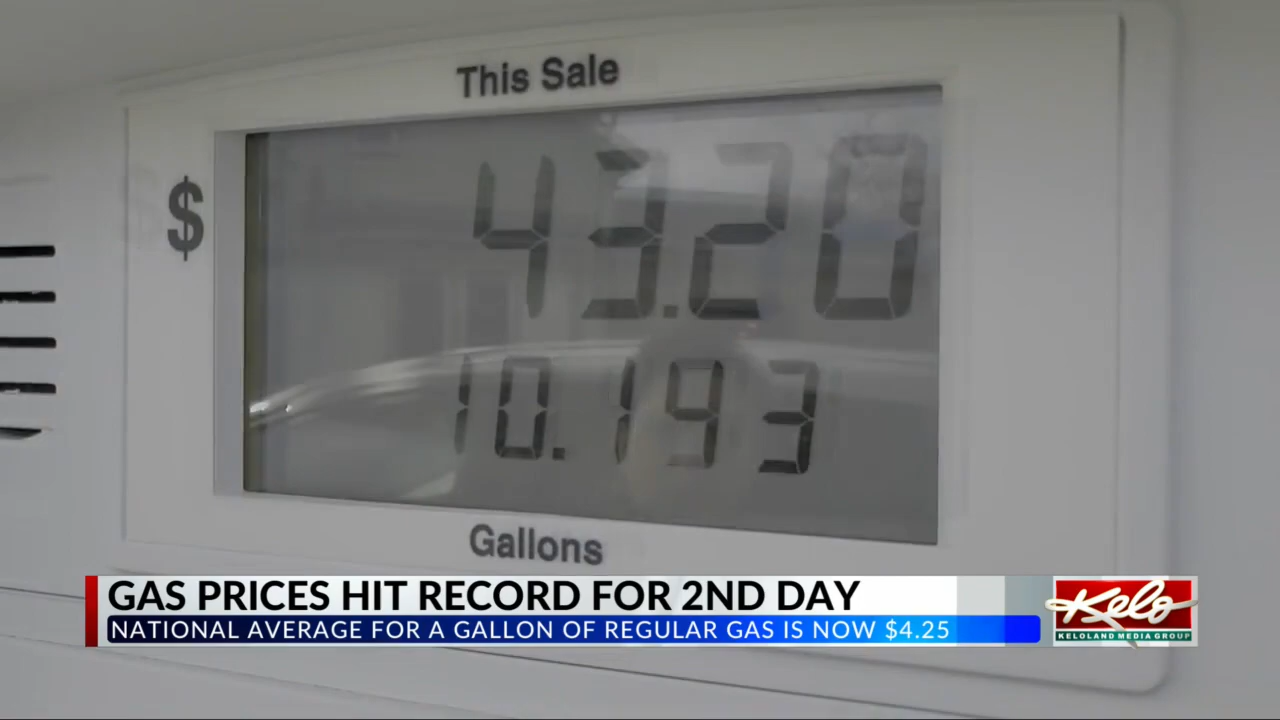 This Sale
$ 43.20
10.193
Gallons
GAS PRICES HIT RECORD FOR 2ND DAY
NATIONAL AVERAGE FOR A GALLON OF REGULAR GAS IS NOW $4.25
Kelo
KELOLAND MEDIA GROUP